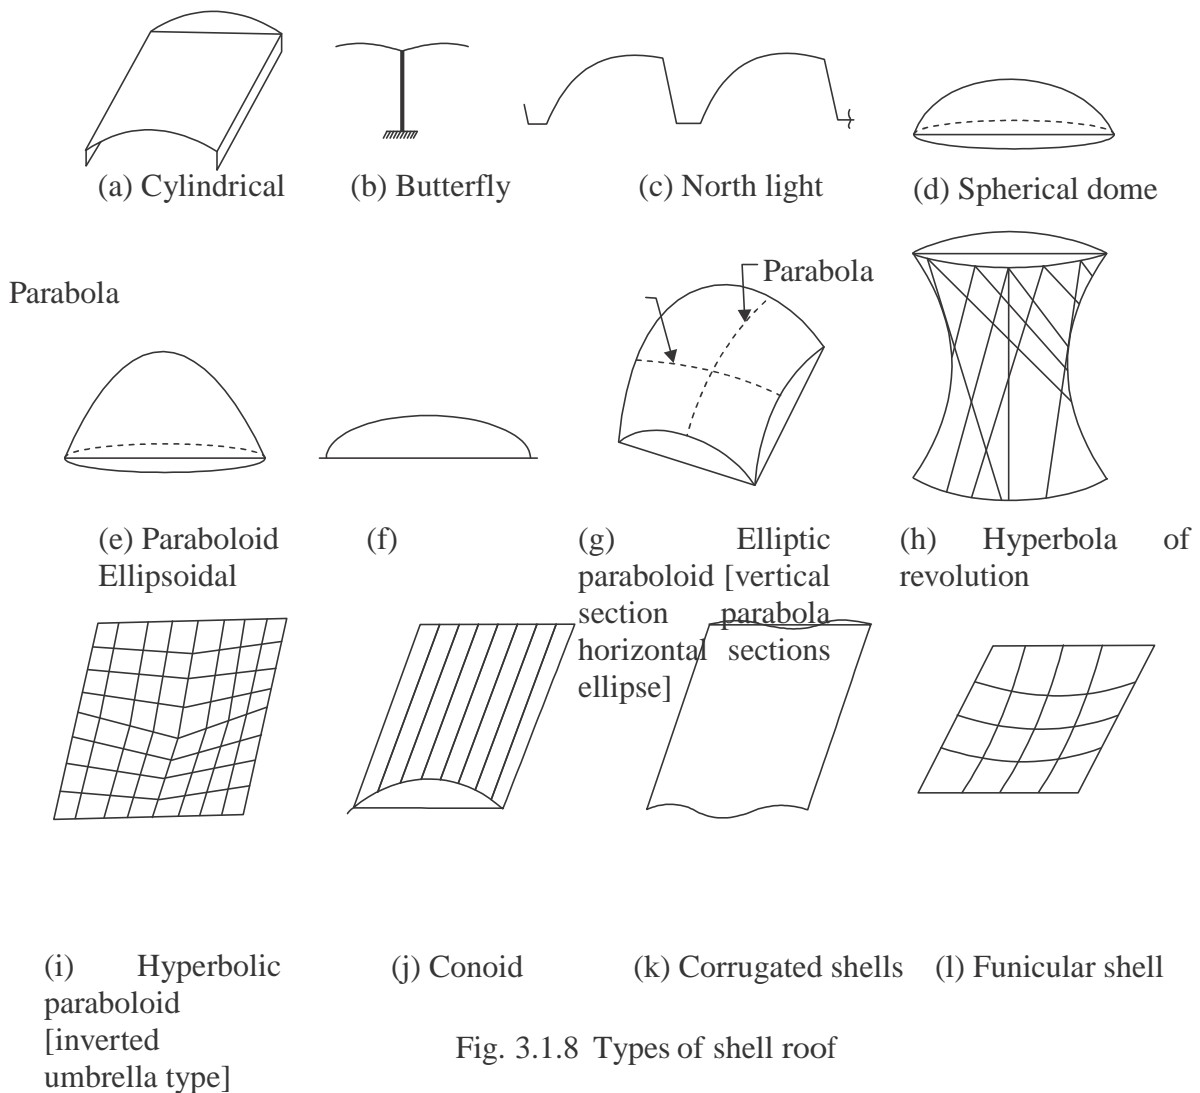 (a) Cylindrical
(b) Butterfly
(c) North light
(d) Spherical dome
Parabola
Parabola
(e) Paraboloid
Ellipsoidal
(f)
(g) Elliptic
paraboloid [vertical
section parabola
horizontal sections
ellipse]
(h) Hyperbola of
revolution
(i) Hyperbolic
paraboloid
[inverted
umbrella type]
(j) Conoid
(k) Corrugated shells
(l) Funicular shell
Fig. 3.1.8 Types of shell roof